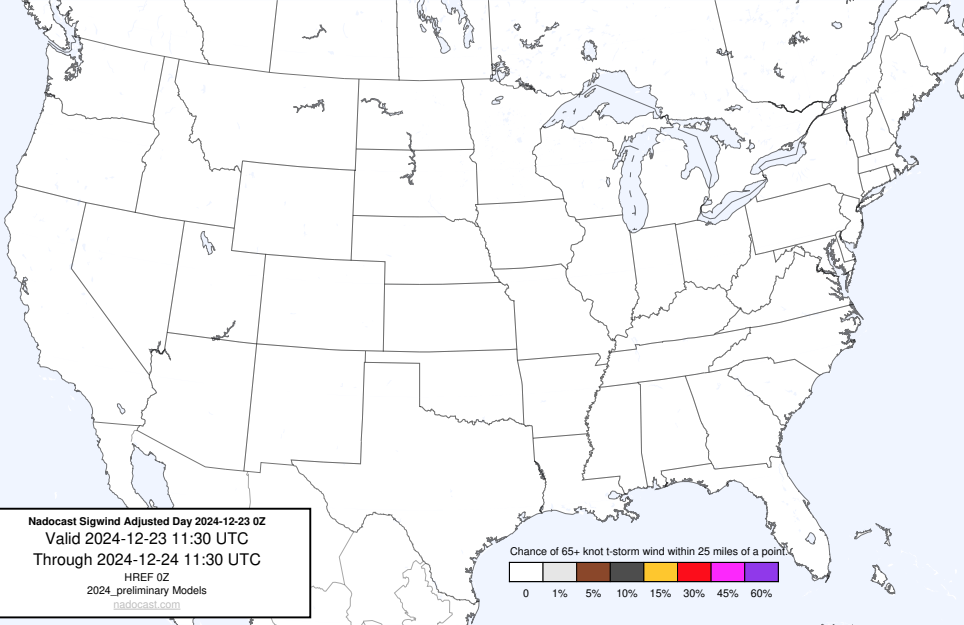 Nadocast Sigwind Adjusted Day 2024-12-23 0Z
Valid 2024-12-23 11:30 UTC
Through 2024-12-24 11:30 UTC
HREF 0Z
2024_preliminary Models
nadocast.com
Chance of 65+ knot t-storm wind within 25 miles of a point.
0 1% 5% 10% 15% 30% 45% 60%